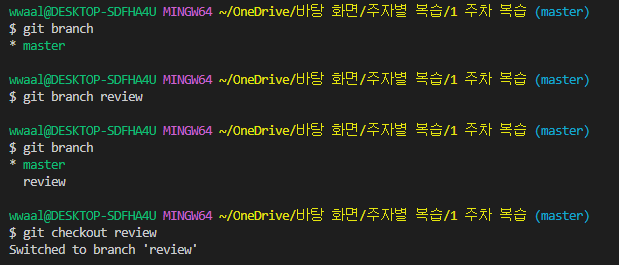 wwaal@DESKTOP-SDFHA4U MINGW64 ~/OneDrive/바탕 화면/주자별 복습/1 주차 복습 (master)
$ git branch
* master
wwaal@DESKTOP-SDFHA4U MINGW64 ~/OneDrive/바탕 화면/주자별 복습/1 주차 복습 (master)
$ git branch review
wwaal@DESKTOP-SDFHA4U MINGW64 ~/OneDrive/바탕 화면/주자별 복습/1 주차 복습 (master)
$ git branch
* master
  review
wwaal@DESKTOP-SDFHA4U MINGW64 ~/OneDrive/바탕 화면/주자별 복습/1 주차 복습 (master)
$ git checkout review
Switched to branch 'review'